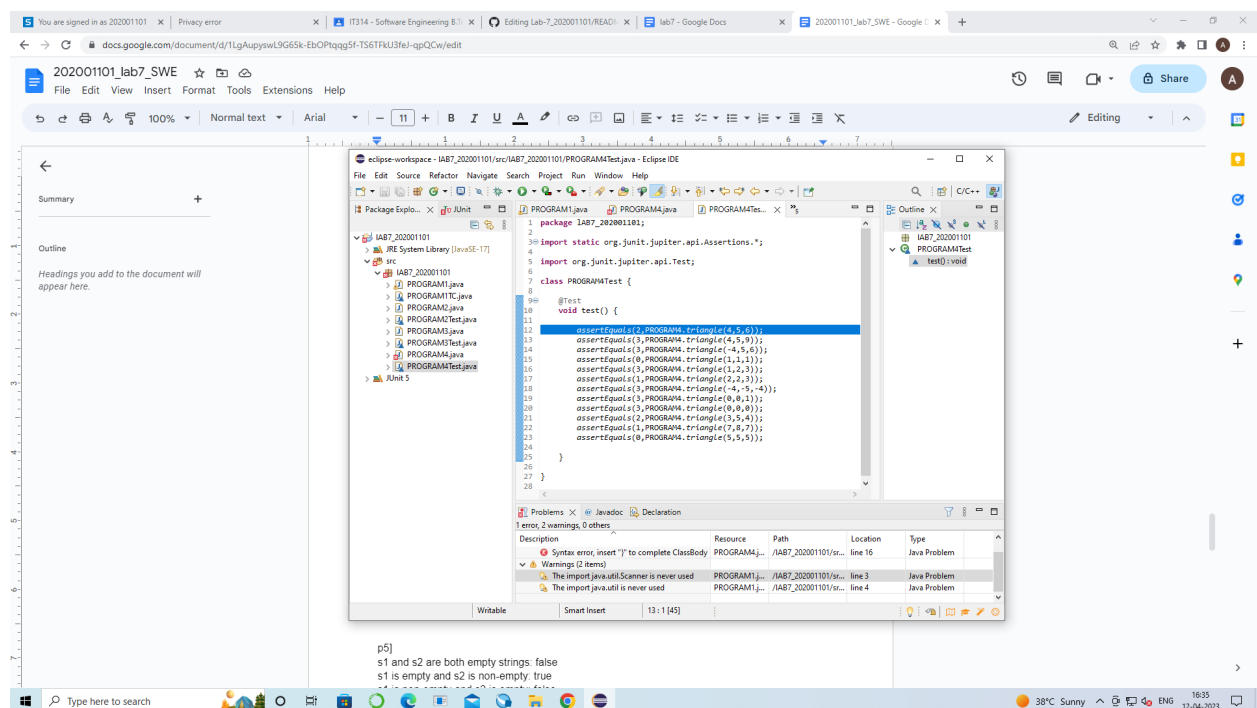 You are signed in as 202001101
Privacy error
IT314 - Software Engineering B.T
Editing Lab-7_202001101/READ
lab7 - Google Docs
202001101_lab7_SWE - Google D
docs.google.com/document/d/1LgAupyswL9G65k-EbOPtqqg5f-TS6TFkU3feJ-qpQCw/edit
202001101_lab7_SWE
File Edit View Insert Format Tools Extensions Help
Share
A
100% Normal text Arial 11 B I U A Editing
1 1 2 3 4 5 6 7
Summary
Outline
Headings you add to the document will
appear here.
eclipse-workspace - IAB7_202001101/src/IAB7_202001101/PROGRAM4Test.java - Eclipse IDE
File Edit Source Refactor Navigate Search Project Run Window Help
C/C++
Package Explo... JUnit
IAB7_202001101
JRE System Library [JavaSE-17]
src
IAB7_202001101
PROGRAM1.java
PROGRAM1TC.java
PROGRAM2.java
PROGRAM2Test.java
PROGRAM3.java
PROGRAM3Test.java
PROGRAM4.java
PROGRAM4Test.java
JUnit 5
PROGRAM1.java PROGRAM4.java PROGRAM4Tes... 5
1 package lAB7_202001101;
2
3 import static org.junit.jupiter.api.Assertions.*;
4
5 import org.junit.jupiter.api.Test;
6
7 class PROGRAM4Test {
8
9 @Test
10 void test() {
11
12 assertEquals(2,PROGRAM4.triangle(4,5,6));
13 assertEquals(3,PROGRAM4.triangle(4,5,9));
14 assertEquals(3,PROGRAM4.triangle(-4,5,6));
15 assertEquals(0,PROGRAM4.triangle(1,1,1));
16 assertEquals(3,PROGRAM4.triangle(1,2,3));
17 assertEquals(1,PROGRAM4.triangle(2,2,3));
18 assertEquals(3,PROGRAM4.triangle(-4,-5,-4));
19 assertEquals(3,PROGRAM4.triangle(0,0,1));
20 assertEquals(3,PROGRAM4.triangle(0,0,0));
21 assertEquals(2,PROGRAM4.triangle(3,5,4));
22 assertEquals(1,PROGRAM4.triangle(7,8,7));
23 assertEquals(0,PROGRAM4.triangle(5,5,5));
24
25 }
26
27 }
28
Outline
IAB7_202001101
PROGRAM4Test
test() : void
Problems Javadoc Declaration
1 error, 2 warnings, 0 others
Description Resource Path Location Type
Syntax error, insert "}" to complete ClassBody PROGRAM4.j... /IAB7_202001101/sr... line 16 Java Problem
Warnings (2 items)
The import java.util.Scanner is never used PROGRAM1.j... /IAB7_202001101/sr... line 3 Java Problem
The import java.util is never used PROGRAM1.j... /IAB7_202001101/sr... line 4 Java Problem
Writable Smart Insert 13 : 1 [45]
p5]
s1 and s2 are both empty strings: false
s1 is empty and s2 is non-empty: true
Type here to search
38°C Sunny ENG
16:35
12-04-2023